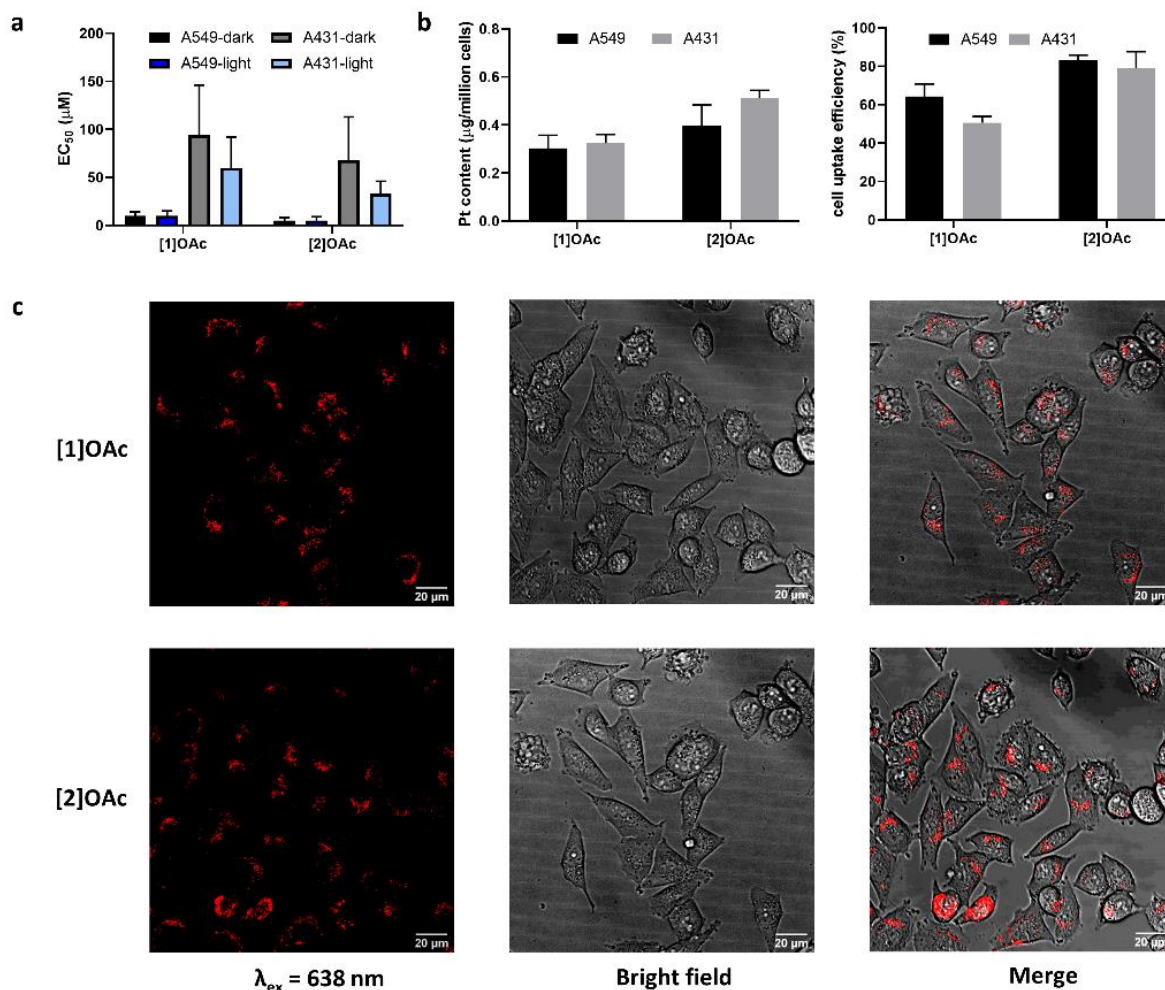 a
A549-dark A431-dark
A549-light A431-light
EC₅₀ (μM)
200
150
100
50
0
[1]OAc [2]OAc
b
A549 A431
Pt content (μg/million cells)
0.8
0.6
0.4
0.2
0.0
[1]OAc [2]OAc
A549 A431
cell uptake efficiency (%)
100
80
60
40
20
0
[1]OAc [2]OAc
c
[1]OAc
20 μm
20 μm
20 μm
[2]OAc
20 μm
20 μm
20 μm
λex = 638 nm
Bright field
Merge